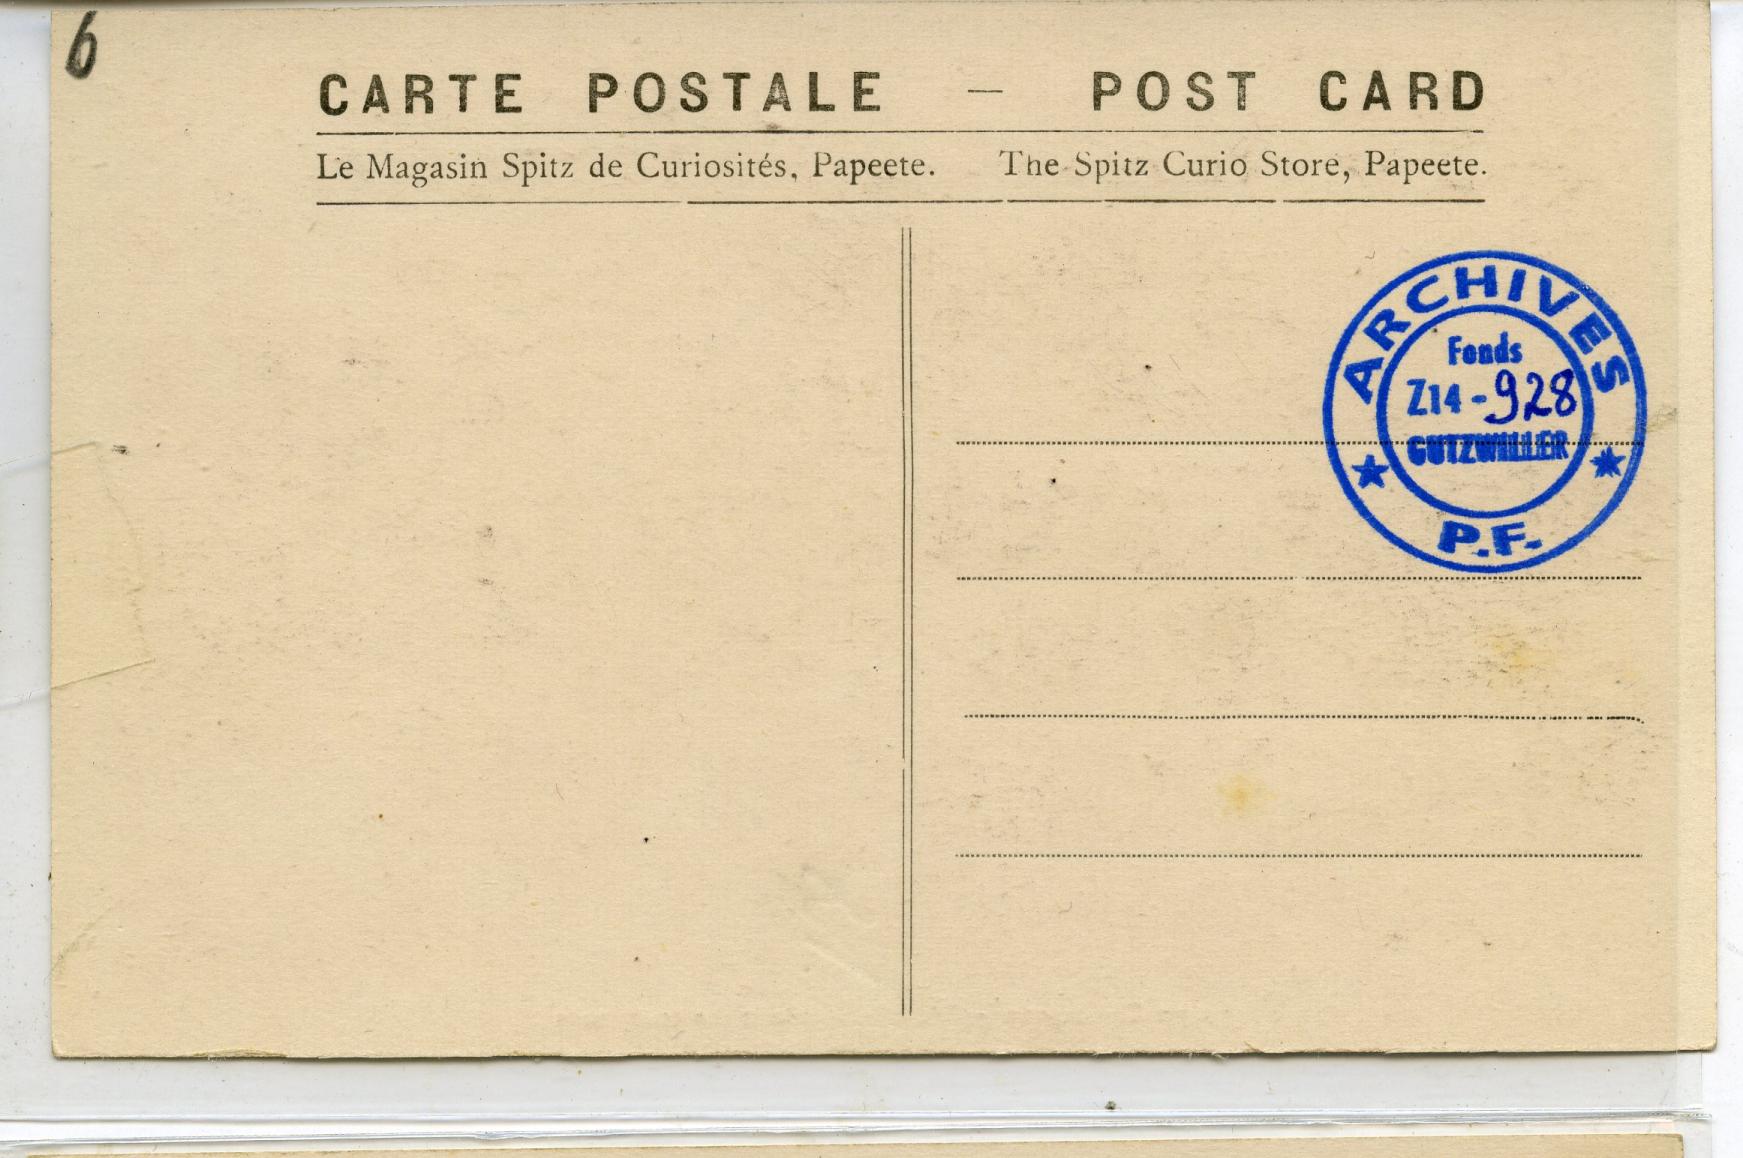 6
CARTE POSTALE — POST CARD
Le Magasin Spitz de Curiosités, Papeete. The Spitz Curio Store, Papeete.
ARCHIVES
Fonds
Z14-928
GUTZWILLER
P.F.